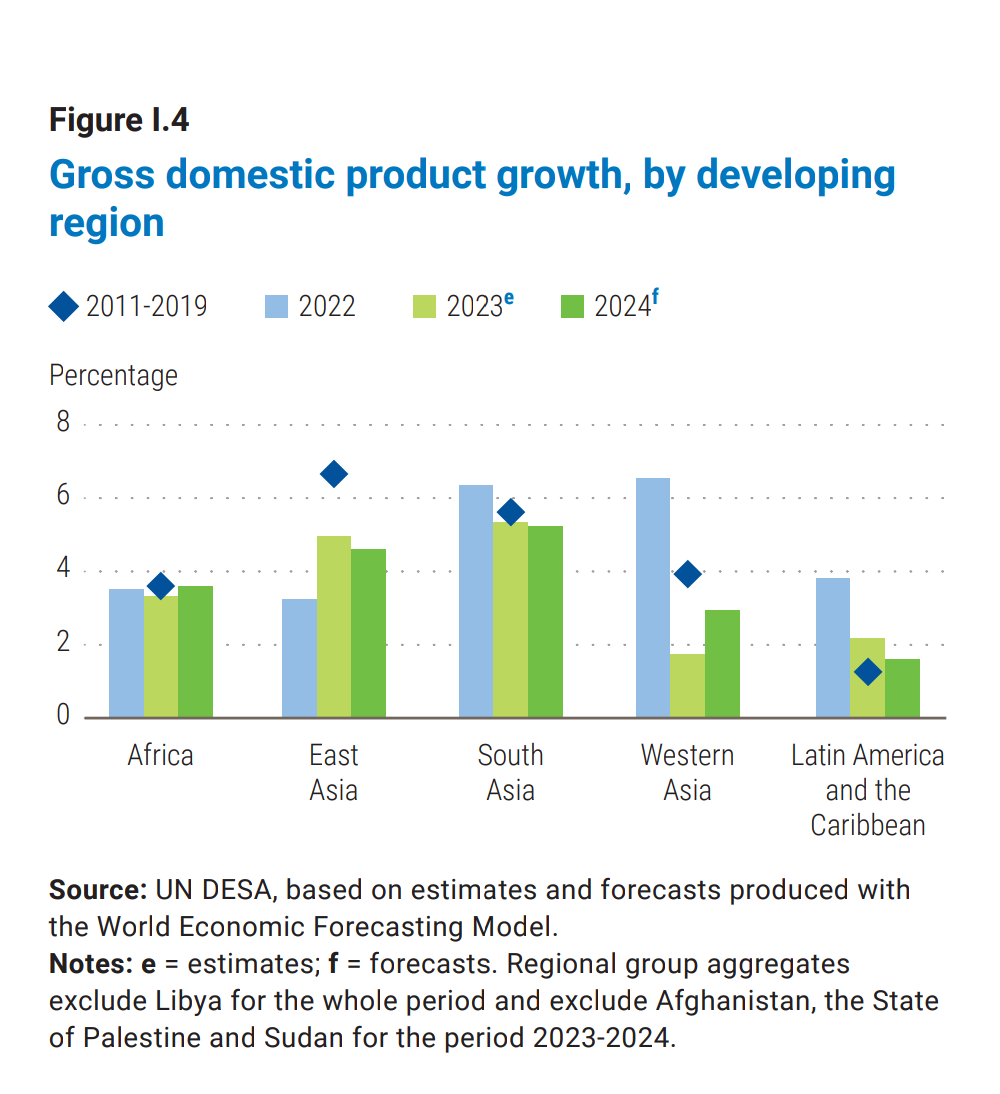 Figure I.4
Gross domestic product growth, by developing
region
2011-2019 2022 2023e 2024f
Percentage
8
6
4
2
0
Africa East South Western Latin America
Asia Asia Asia and the
Caribbean
Source: UN DESA, based on estimates and forecasts produced with
the World Economic Forecasting Model.
Notes: e = estimates; f = forecasts. Regional group aggregates
exclude Libya for the whole period and exclude Afghanistan, the State
of Palestine and Sudan for the period 2023-2024.